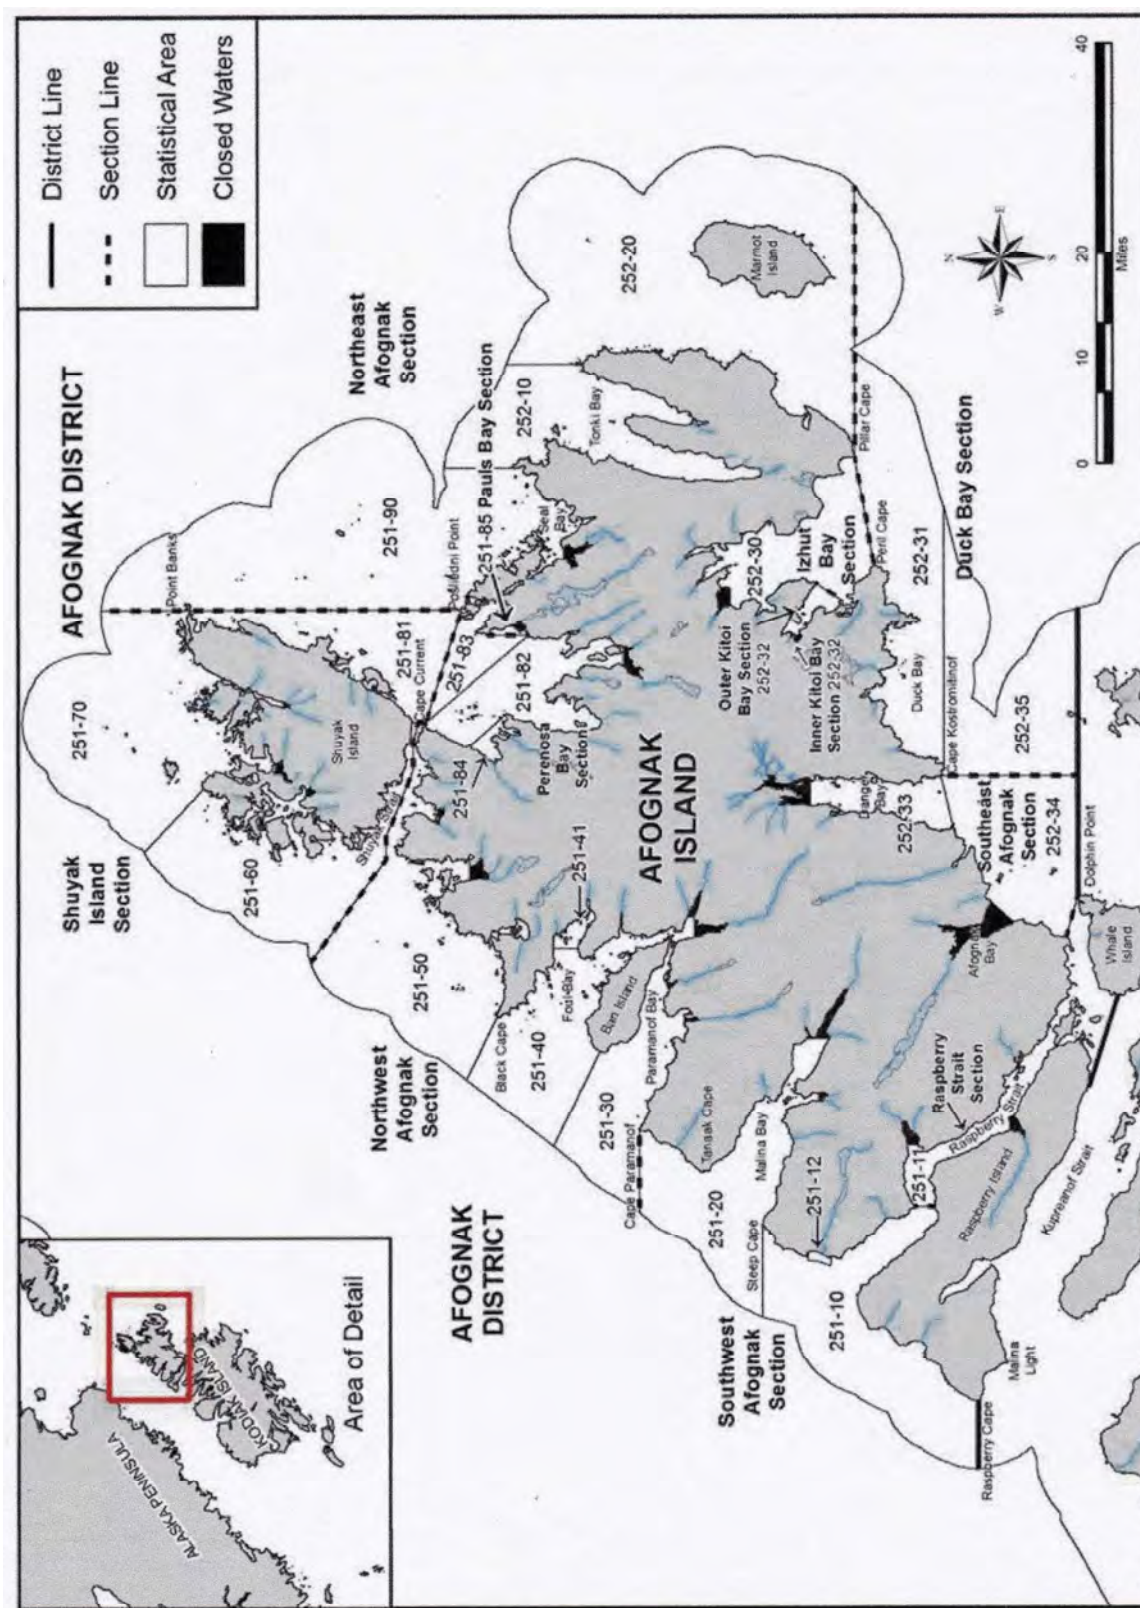 District Line
Section Line
Statistical Area
Closed Waters
AFOGNAK DISTRICT
Shuyak
Island
Section
Northeast
Afognak
Section
Northwest
Afognak
Section
AFOGNAK
DISTRICT
Southwest
Afognak
Section
251-70
251-60
251-50
251-40
251-41
251-30
251-20
251-12
251-10
251-11
251-90
251-81
251-83
251-82
251-84
251-85 Pauls Bay Section
252-10
252-20
252-30
252-31
252-33
252-34
252-35
Point Banks
Shuyak
Island
Shuyak Strait
Cape Current
Posliedni Point
Seal
Bay
Tonki Bay
Marmot
Island
Perenosa
Bay
Section
AFOGNAK
ISLAND
Black Cape
Foul Bay
Ban Island
Paramanof Bay
Cape Paramanof
Tanaak Cape
Malina Bay
Steep Cape
Raspberry
Strait
Section
Raspberry Strait
Raspberry Island
Kupreanof Strait
Malina
Light
Raspberry Cape
Afognak
Bay
Whale
Island
Dolphin Point
Southeast
Afognak
Section
Danger
Bay
Cape Kostromitinof
Duck Bay
Duck Bay Section
Outer Kitoi
Bay Section
252-32
Inner Kitoi Bay
Section 252-32
Izhut
Bay
Section
Peril Cape
Pillar Cape
N
E
S
W
0
10
20
40
Miles
ALASKA PENINSULA
KODIAK ISLAND
Area of Detail